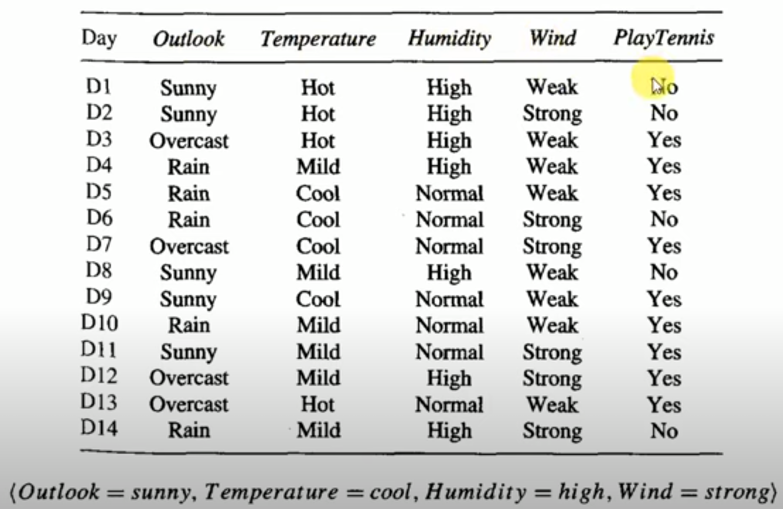 Day Outlook Temperature Humidity Wind PlayTennis
D1 Sunny Hot High Weak No
D2 Sunny Hot High Strong No
D3 Overcast Hot High Weak Yes
D4 Rain Mild High Weak Yes
D5 Rain Cool Normal Weak Yes
D6 Rain Cool Normal Strong No
D7 Overcast Cool Normal Strong Yes
D8 Sunny Mild High Weak No
D9 Sunny Cool Normal Weak Yes
D10 Rain Mild Normal Weak Yes
D11 Sunny Mild Normal Strong Yes
D12 Overcast Mild High Strong Yes
D13 Overcast Hot Normal Weak Yes
D14 Rain Mild High Strong No
⟨Outlook = sunny, Temperature = cool, Humidity = high, Wind = strong⟩